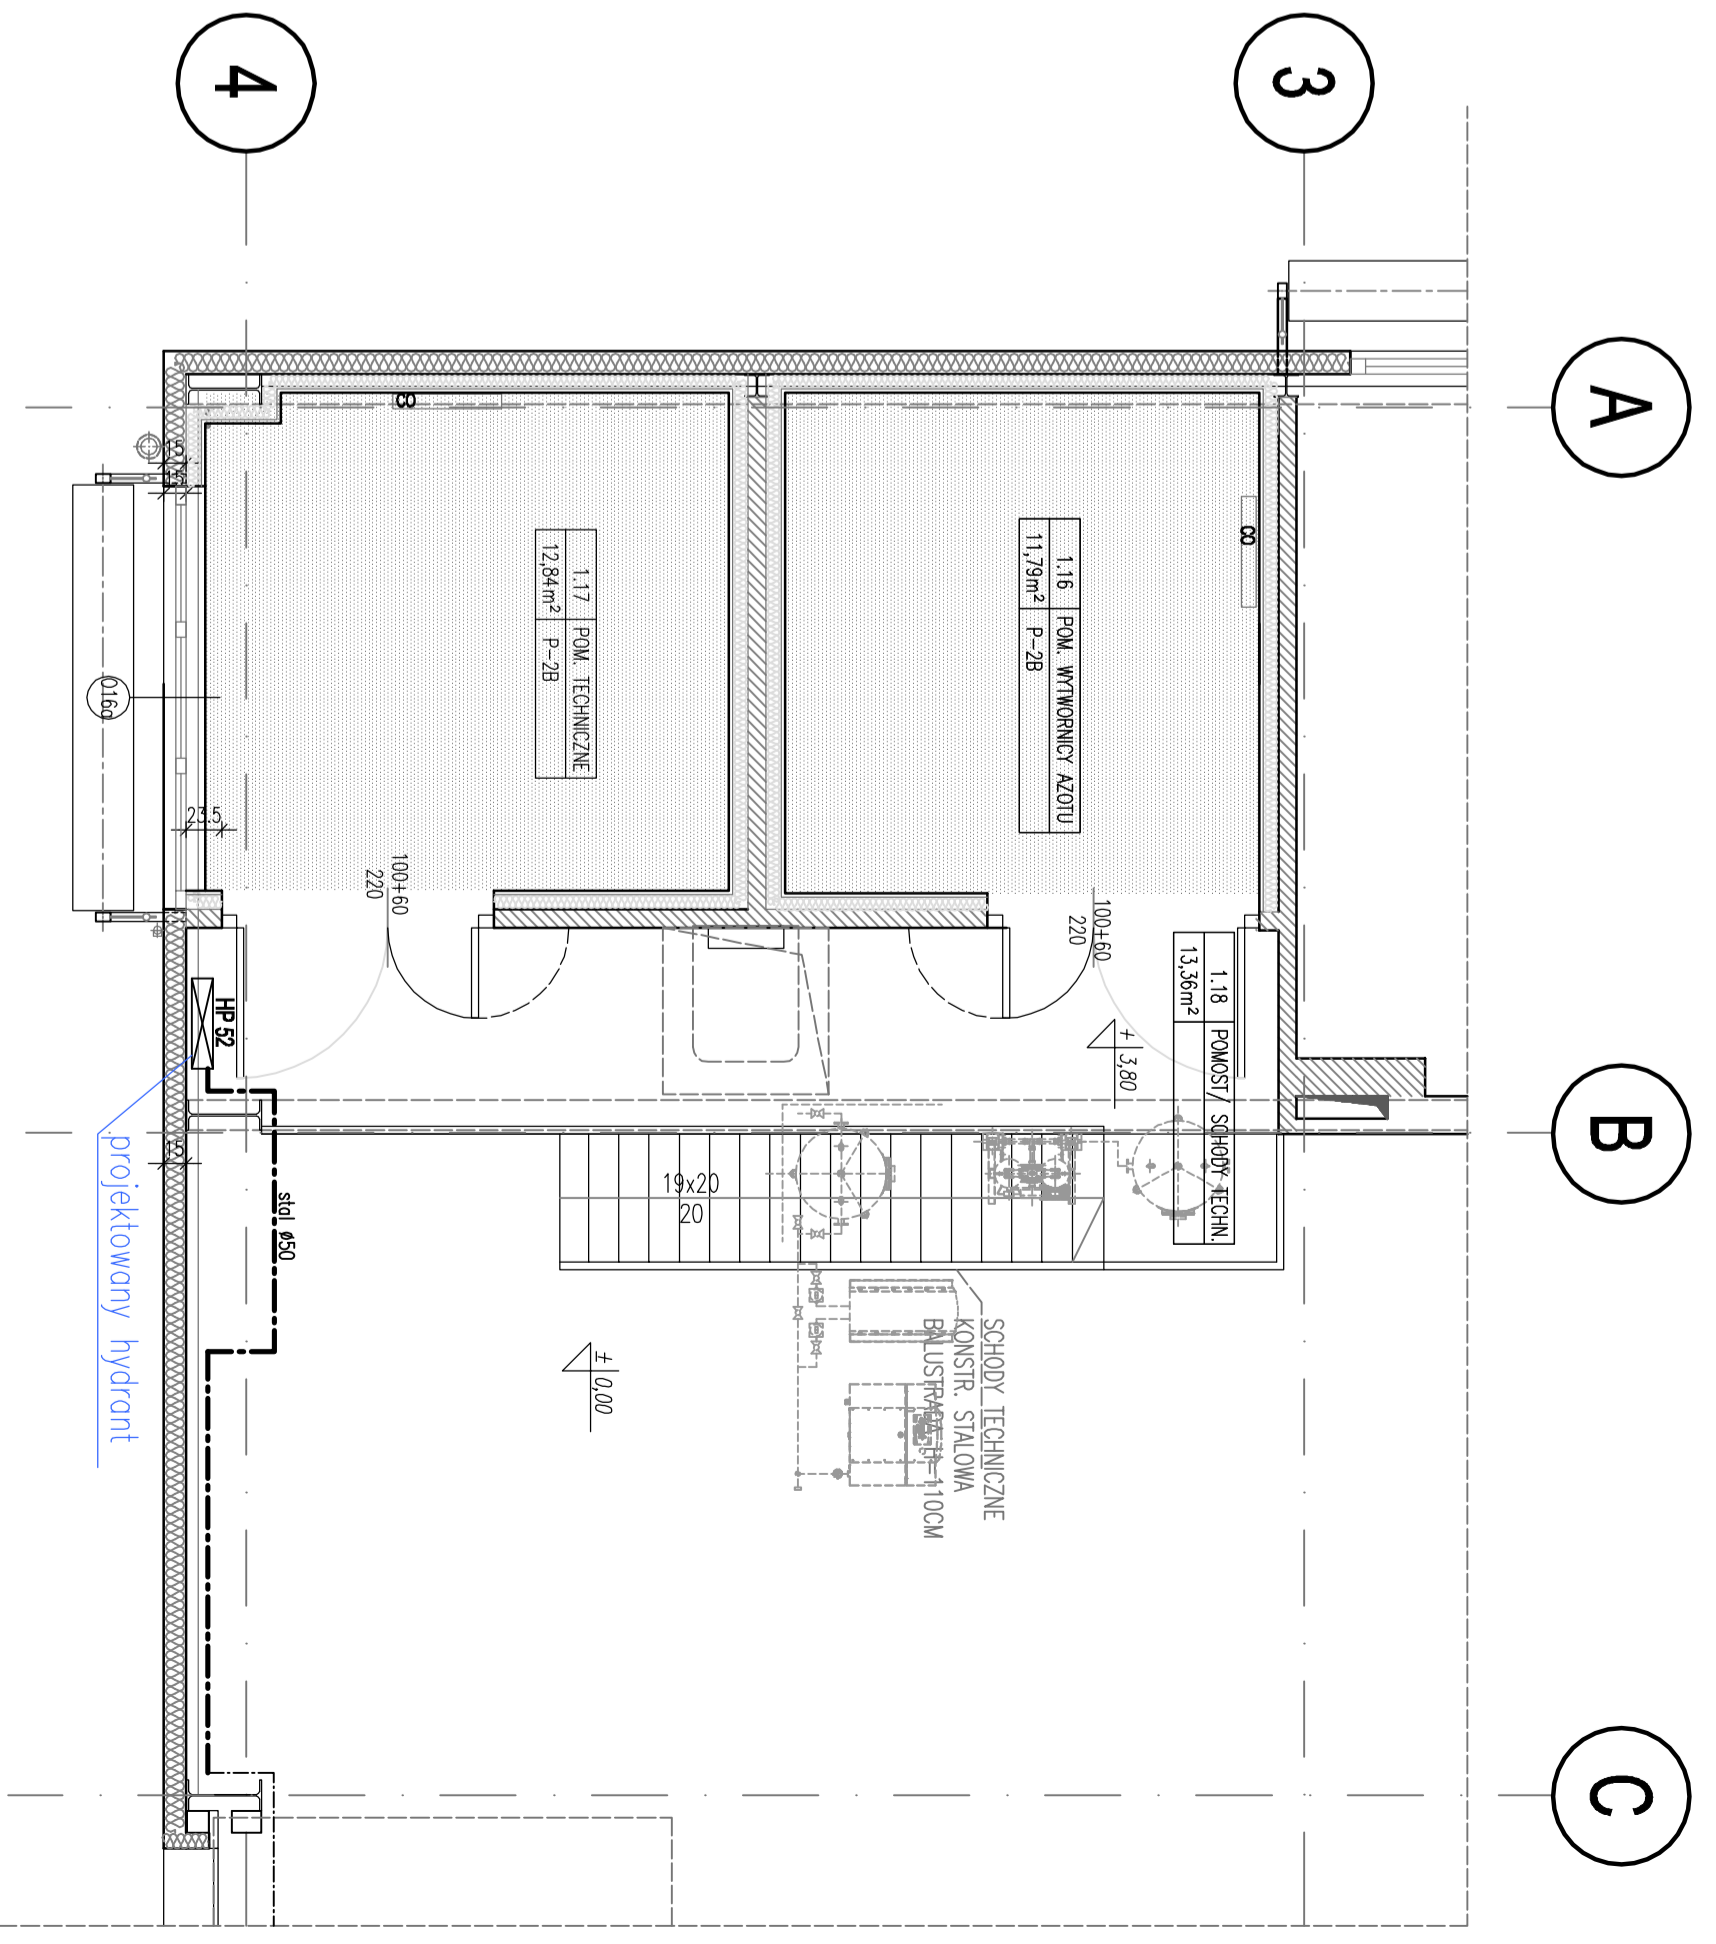 4
3
A
B
C
CO
CO
15
15
1.17 POM. TECHNICZNE
12,84m² P-2B
1.16 POM. WYTWORNICY AZOTU
11,79m² P-2B
O16a
23.5
100+60
220
100+60
220
1.18 POMOST/ SCHODY TECHN.
13,36m²
HP 52
+ 3,80
15
projektowany hydrant
stal ø50
19x20
20
± 0,00
SCHODY TECHNICZNE
KONSTR. STALOWA
BALUSTRADA H=110CM